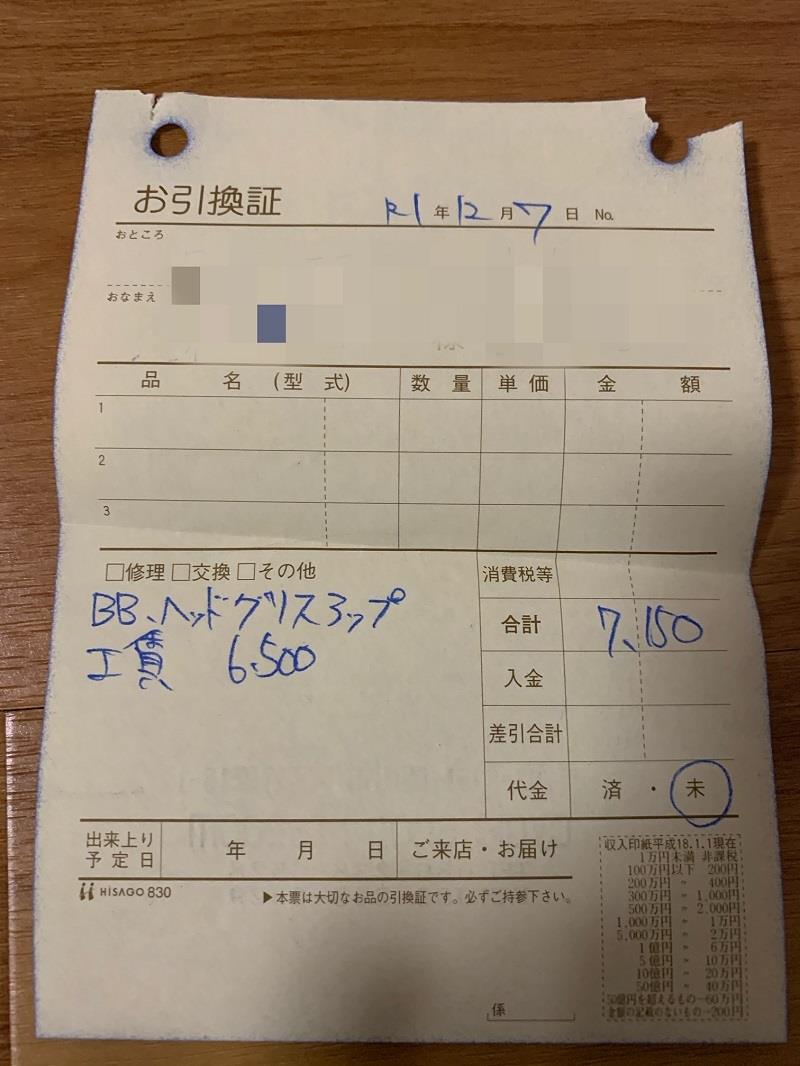 お引換証 R1年12月7日 No.
おところ
おなまえ
様
品名(型式) 数量 単価 金額
1
2
3
□修理 □交換 □その他 消費税等
BB、ヘッドグリスアップ
合計 7,150
工賃 6,500
入金
差引合計
代金 済・未
出来上り予定日 年 月 日 ご来店・お届け
HISAGO 830 ▶本票は大切なお品の引換証です。必ずご持参下さい。
収入印紙平成18.1.1現在
1万円未満 非課税
100万円以下 200円
200万円 〃 400円
300万円 〃 1,000円
500万円 〃 2,000円
1,000万円 〃 1万円
5,000万円 〃 2万円
1億円 〃 6万円
5億円 〃 10万円
10億円 〃 20万円
50億円 〃 40万円
50億円を超えるもの―60万円
金額の記載のないもの―200円
係